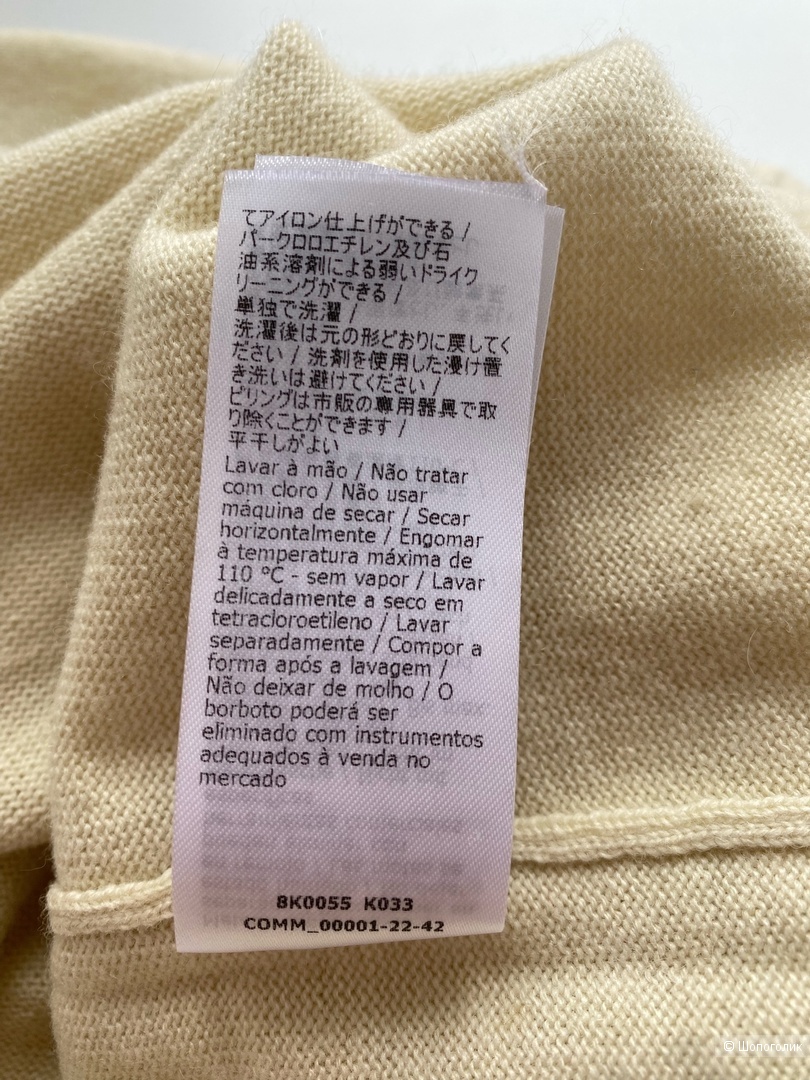 てアイロン仕上げができる /
パークロロエチレン及び石
油系溶剤による弱いドライク
リーニングができる /
単独で洗濯 /
洗濯後は元の形どおりに戻してく
ださい / 洗剤を使用した浸け置
き洗いは避けてください /
ピリングは市販の専用器具で取
り除くことができます /
平干しがよい
Lavar à mão / Não tratar
com cloro / Não usar
máquina de secar / Secar
horizontalmente / Engomar
à temperatura máxima de
110 °C - sem vapor / Lavar
delicadamente a seco em
tetracloroetileno / Lavar
separadamente / Compor a
forma após a lavagem /
Não deixar de molho / O
borboto poderá ser
eliminado com instrumentos
adequados à venda no
mercado
8K0055 K033
COMM_00001-22-42
© Шопоголик